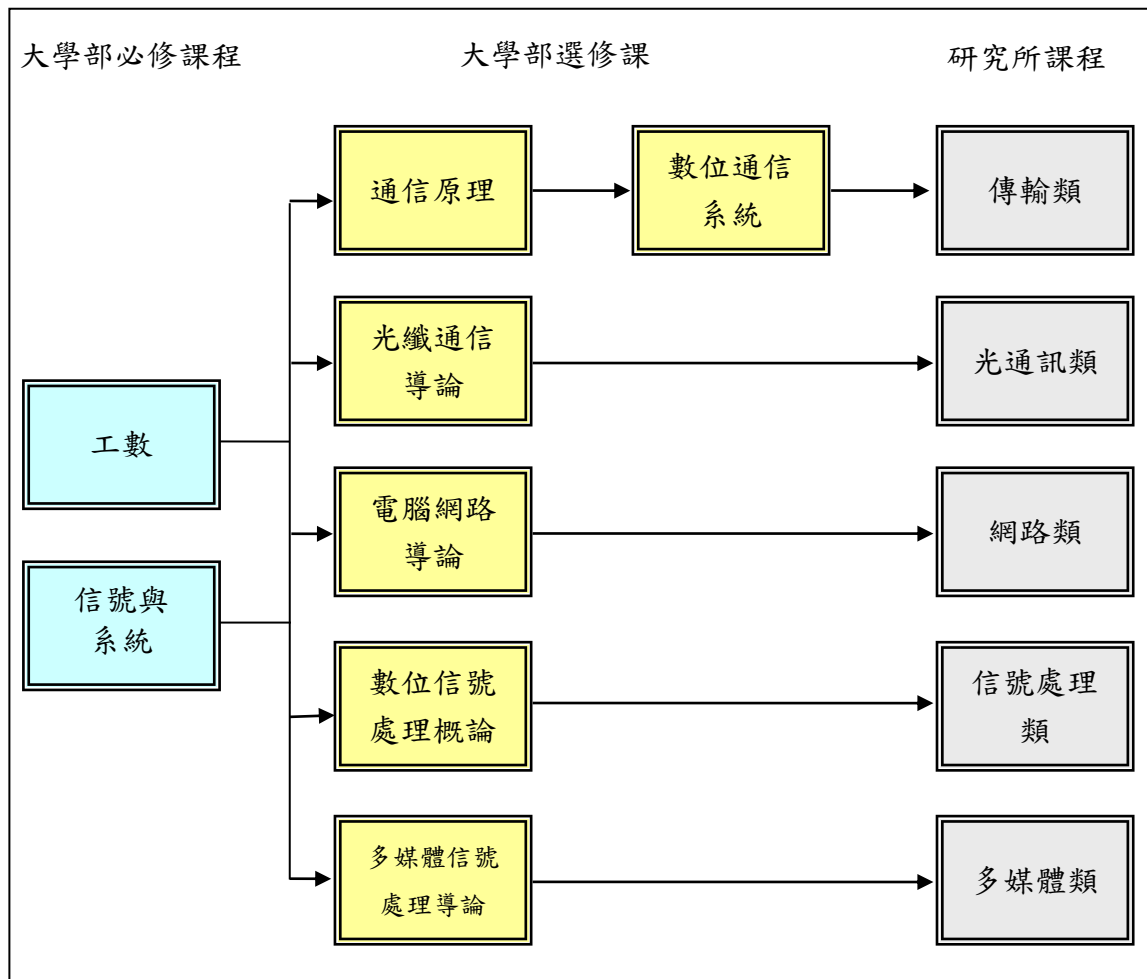 大學部必修課程
大學部選修課
研究所課程
通信原理
數位通信
系統
傳輸類
光纖通信
導論
光通訊類
工數
電腦網路
導論
網路類
信號與
系統
數位信號
處理概論
信號處理
類
多媒體信號
處理導論
多媒體類